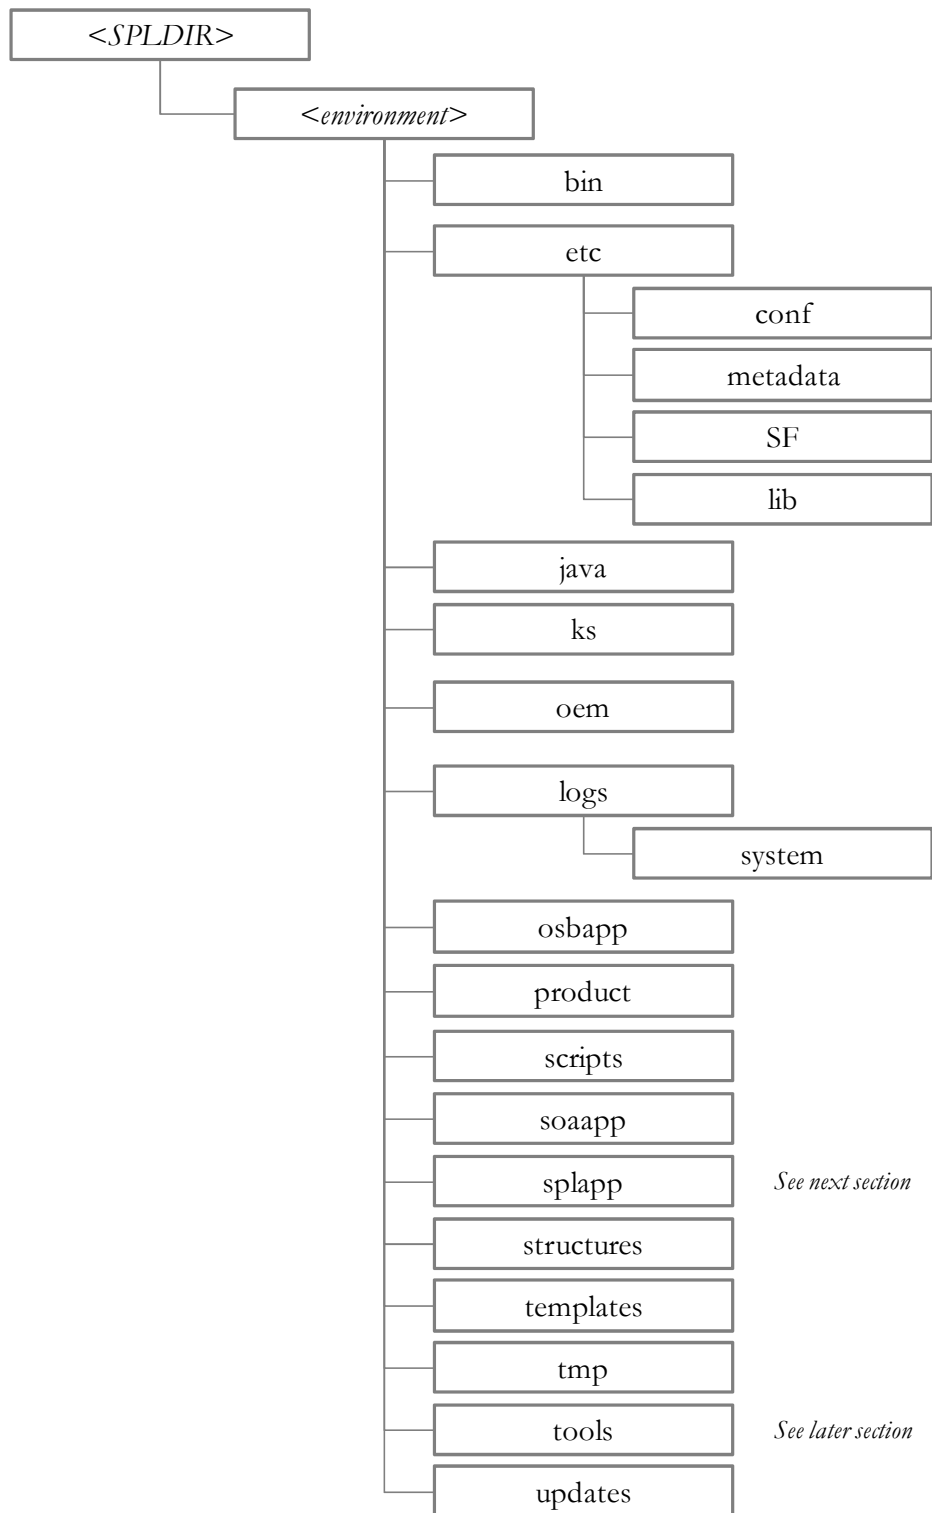 <SPLDIR>
<environment>
bin
etc
conf
metadata
SF
lib
java
ks
oem
logs
system
osbapp
product
scripts
soaapp
splapp See next section
structures
templates
tmp
tools See later section
updates